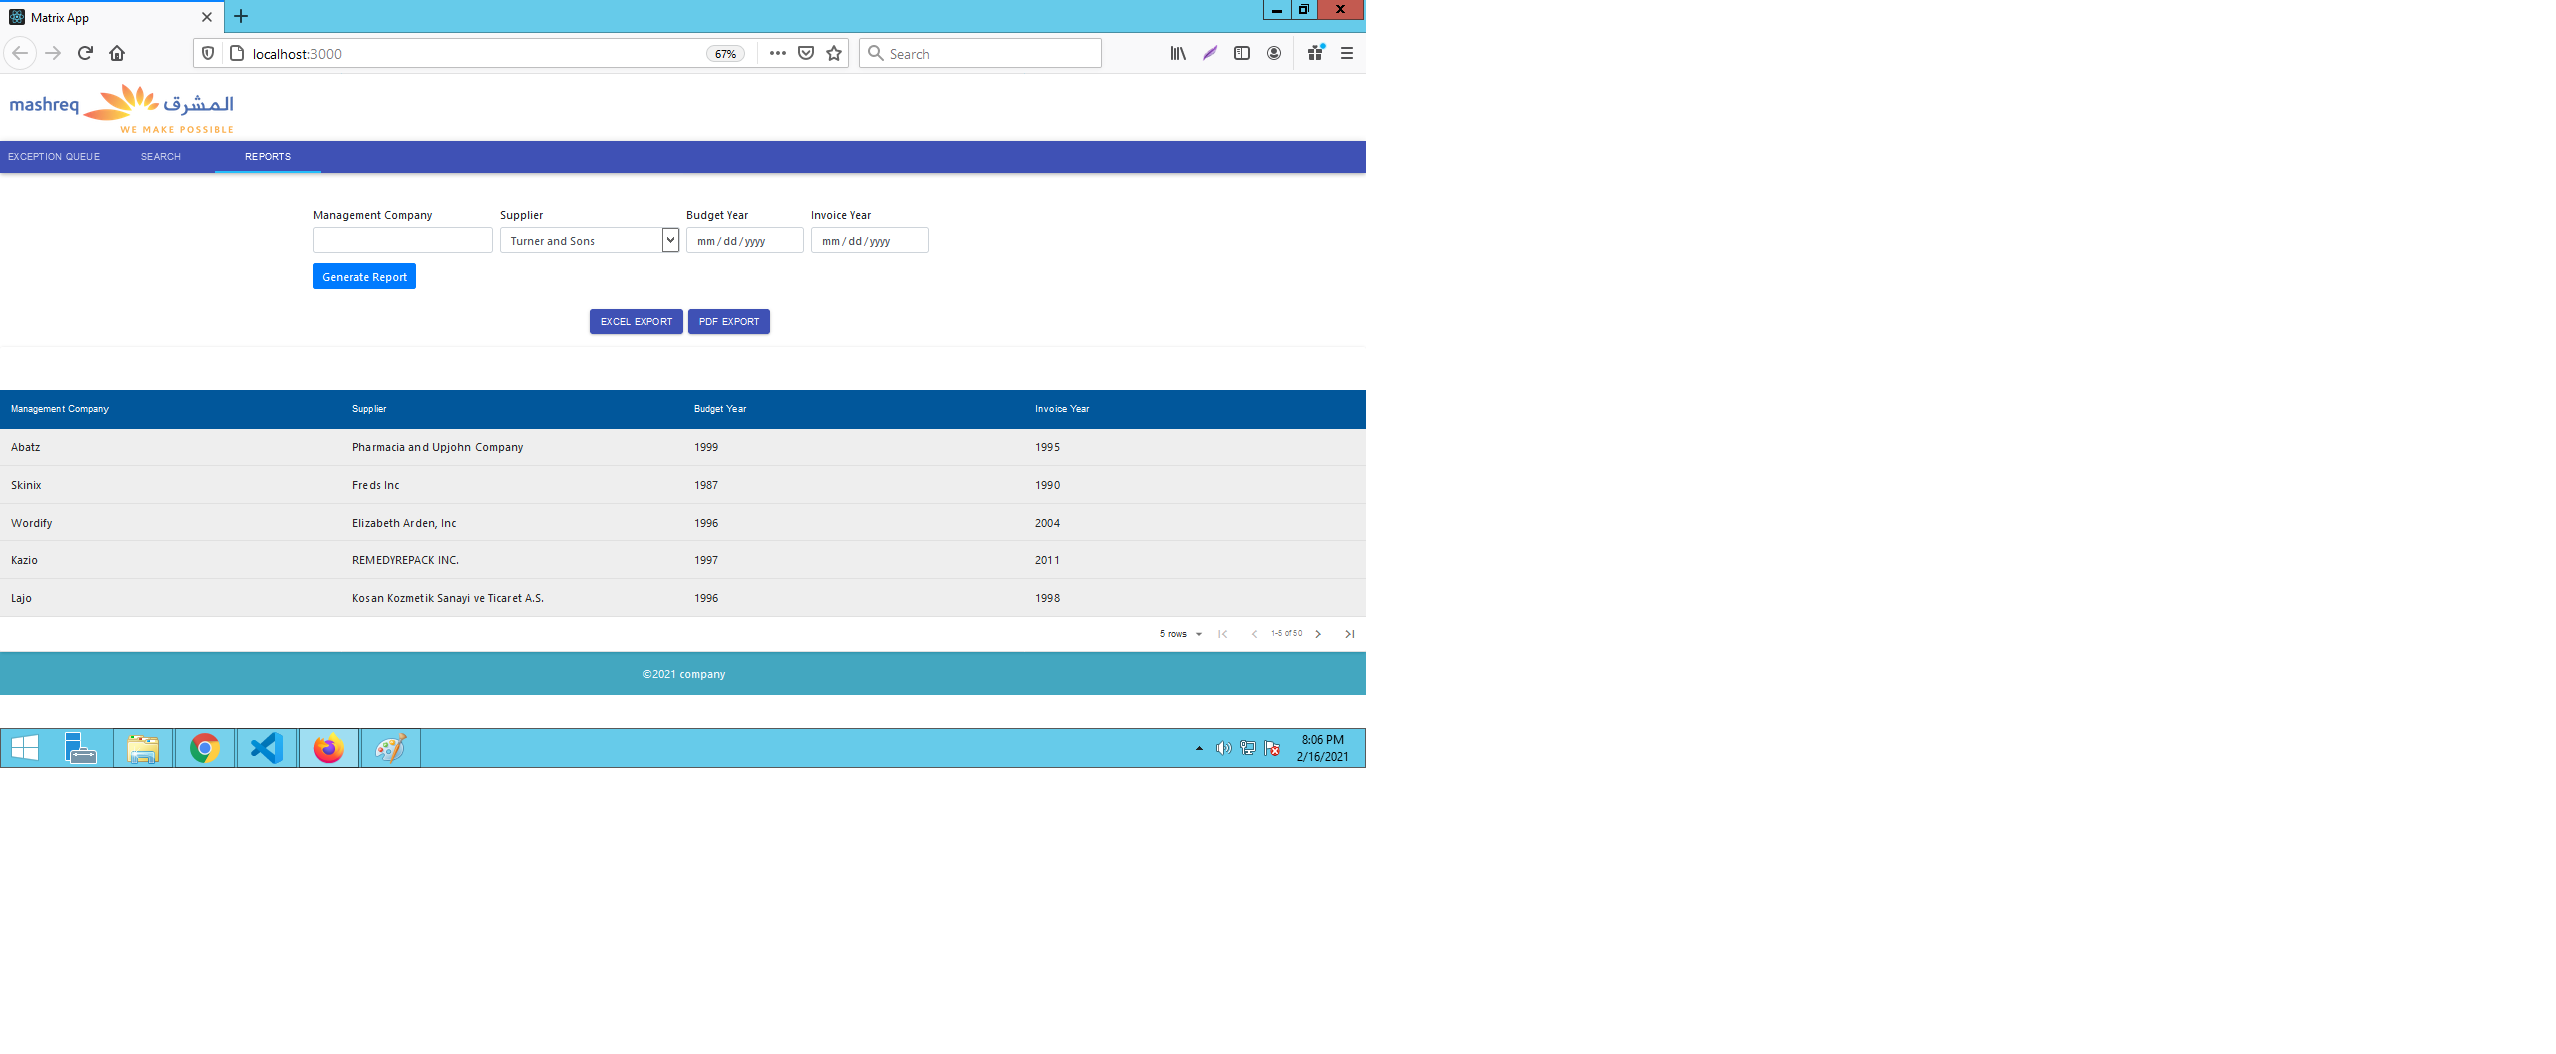 Matrix App
localhost:3000
67%
Search
mashreq المشرق
WE MAKE POSSIBLE
EXCEPTION QUEUE SEARCH REPORTS
Management Company Supplier Budget Year Invoice Year
Turner and Sons mm / dd / yyyy mm / dd / yyyy
Generate Report
EXCEL EXPORT PDF EXPORT
Management Company Supplier Budget Year Invoice Year
Abatz Pharmacia and Upjohn Company 1999 1995
Skinix Freds Inc 1987 1990
Wordify Elizabeth Arden, Inc 1996 2004
Kazio REMEDYREPACK INC. 1997 2011
Lajo Kosan Kozmetik Sanayi ve Ticaret A.S. 1996 1998
5 rows 1-5 of 50
©2021 company
8:06 PM
2/16/2021